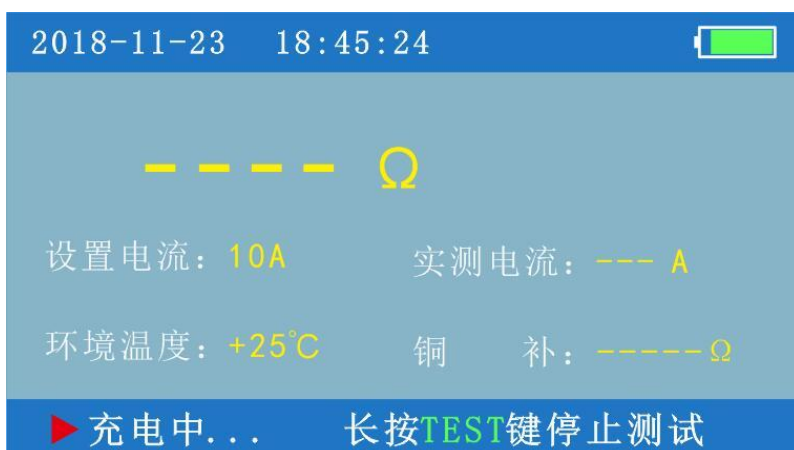 2018-11-23 18:45:24
---- Ω
设置电流：10A 实测电流：--- A
环境温度：+25℃ 铜 补：-----Ω
充电中... 长按TEST键停止测试